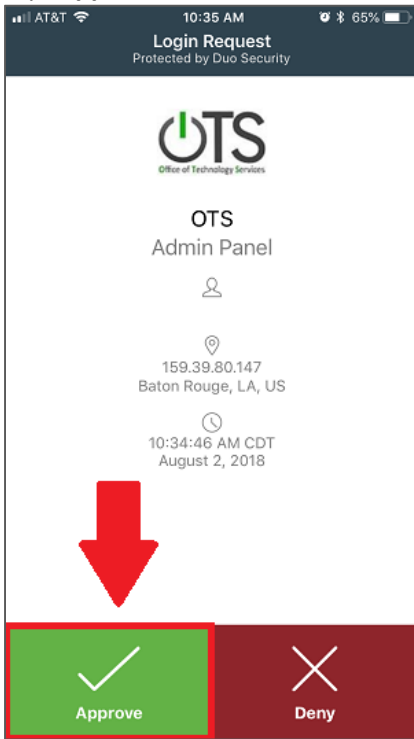 AT&T 10:35 AM 65%
Login Request
Protected by Duo Security
OTS
Office of Technology Services
OTS
Admin Panel
159.39.80.147
Baton Rouge, LA, US
10:34:46 AM CDT
August 2, 2018
Approve Deny